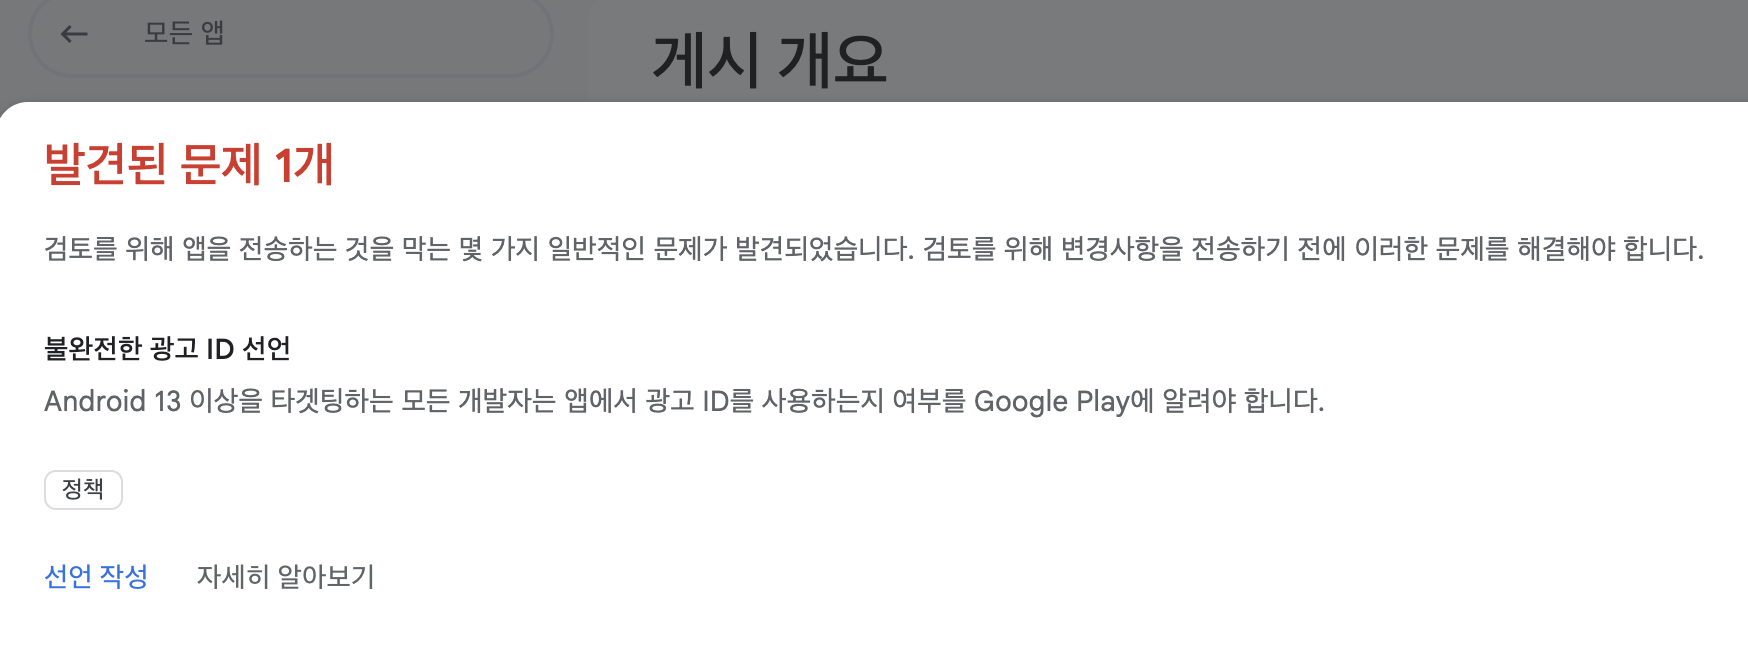 모든 앱
게시 개요
발견된 문제 1개
검토를 위해 앱을 전송하는 것을 막는 몇 가지 일반적인 문제가 발견되었습니다. 검토를 위해 변경사항을 전송하기 전에 이러한 문제를 해결해야 합니다.
불완전한 광고 ID 선언
Android 13 이상을 타겟팅하는 모든 개발자는 앱에서 광고 ID를 사용하는지 여부를 Google Play에 알려야 합니다.
정책
선언 작성 자세히 알아보기